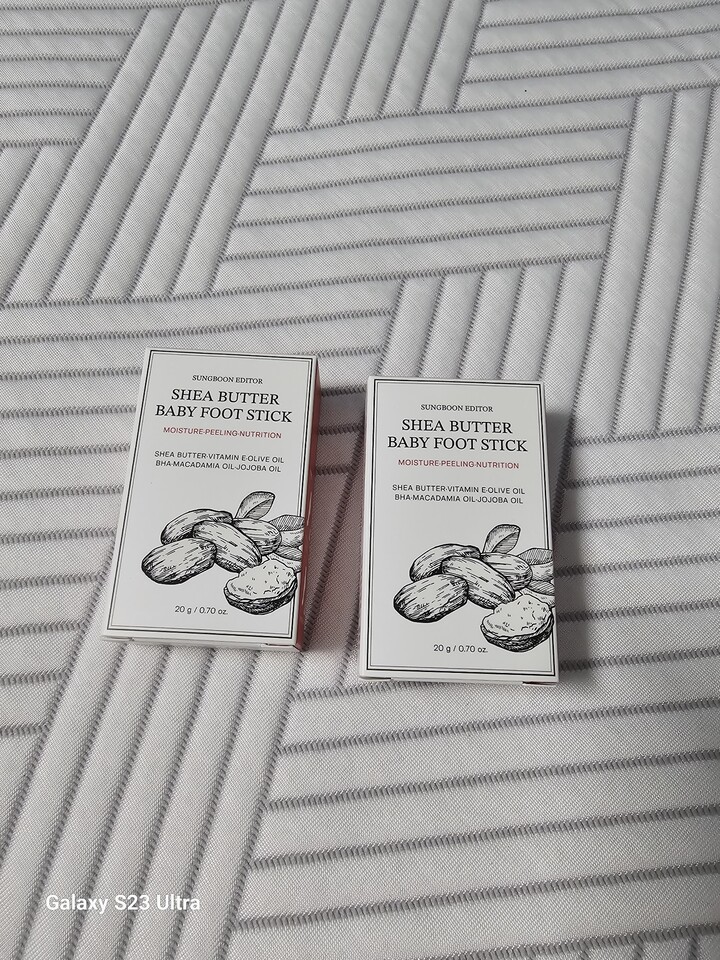 SUNGBOON EDITOR
SHEA BUTTER
BABY FOOT STICK
MOISTURE·PEELING·NUTRITION
SHEA BUTTER·VITAMIN E·OLIVE OIL
BHA·MACADAMIA OIL·JOJOBA OIL
20 g / 0.70 oz.
SUNGBOON EDITOR
SHEA BUTTER
BABY FOOT STICK
MOISTURE·PEELING·NUTRITION
SHEA BUTTER·VITAMIN E·OLIVE OIL
BHA·MACADAMIA OIL·JOJOBA OIL
20 g / 0.70 oz.
Galaxy S23 Ultra